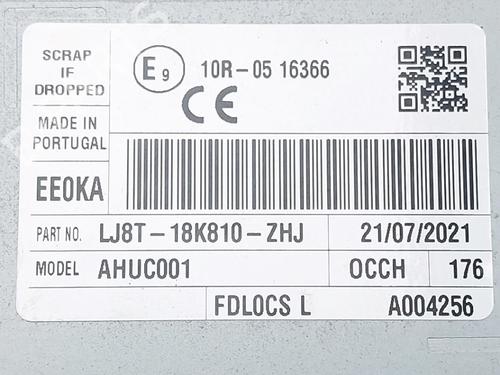 SCRAP
IF
DROPPED
E9
10R-05 16366
CE
MADE IN
PORTUGAL
EE0KA
PART NO. LJ8T-18K810-ZHJ 21/07/2021
MODEL AHUC001 OCCH 176
FDLOCS L A004256